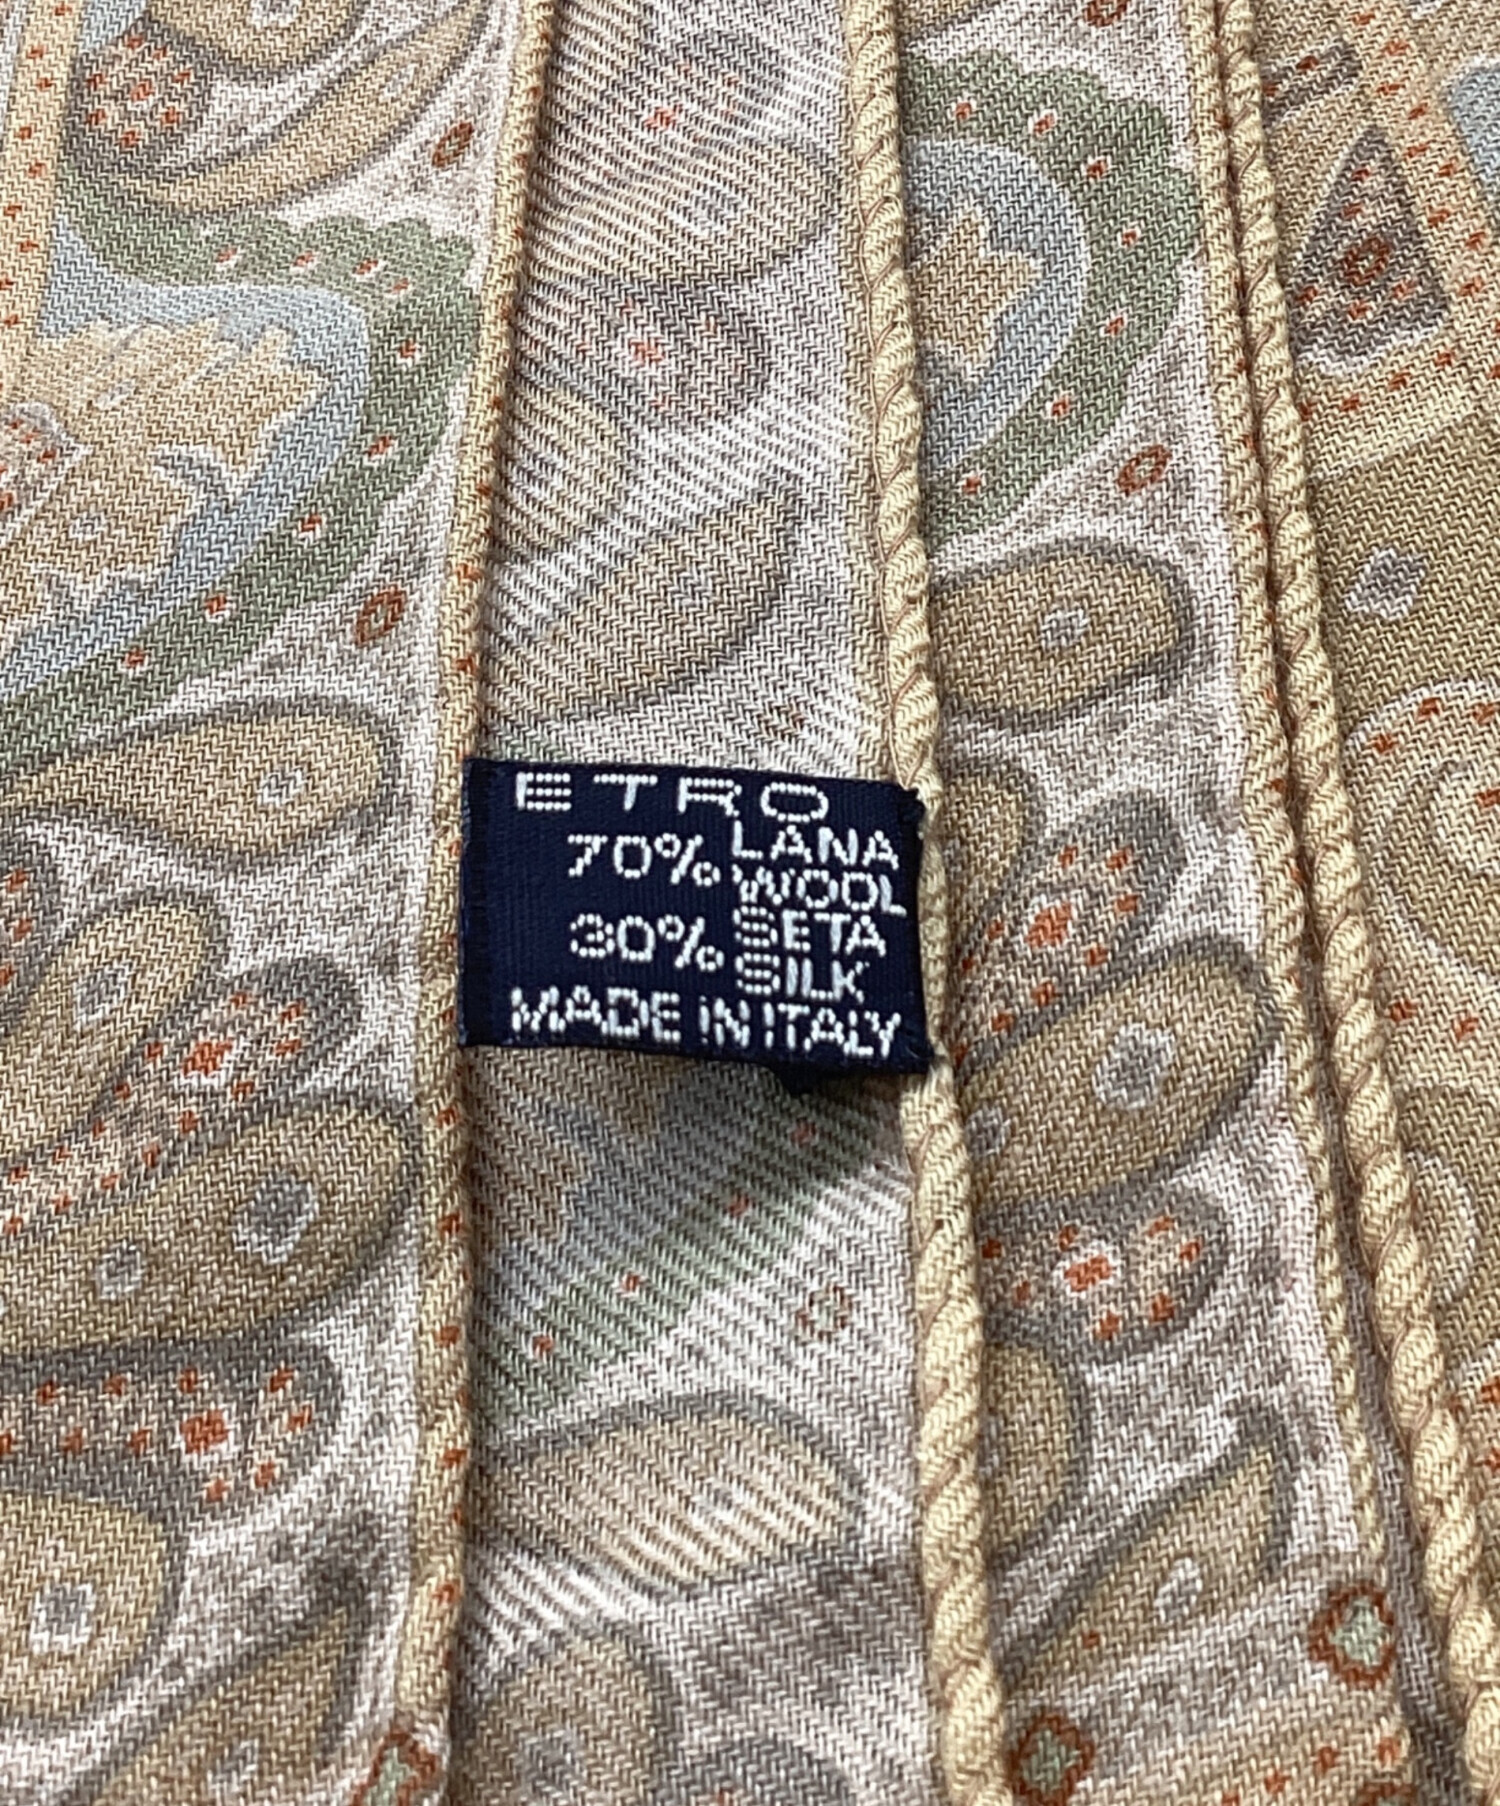 ETRO
70% LANA
WOOL
30% SETA
SILK
MADE IN ITALY